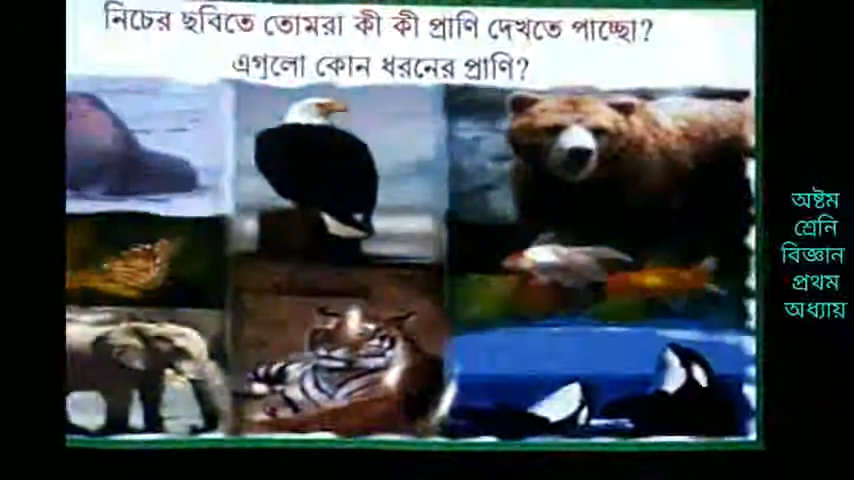 নিচের ছবিতে তোমরা কী কী প্রাণি দেখতে পাচ্ছো?
এগুলো কোন ধরনের প্রাণি?
অষ্টম
শ্রেনি
বিজ্ঞান
প্রথম
অধ্যায়